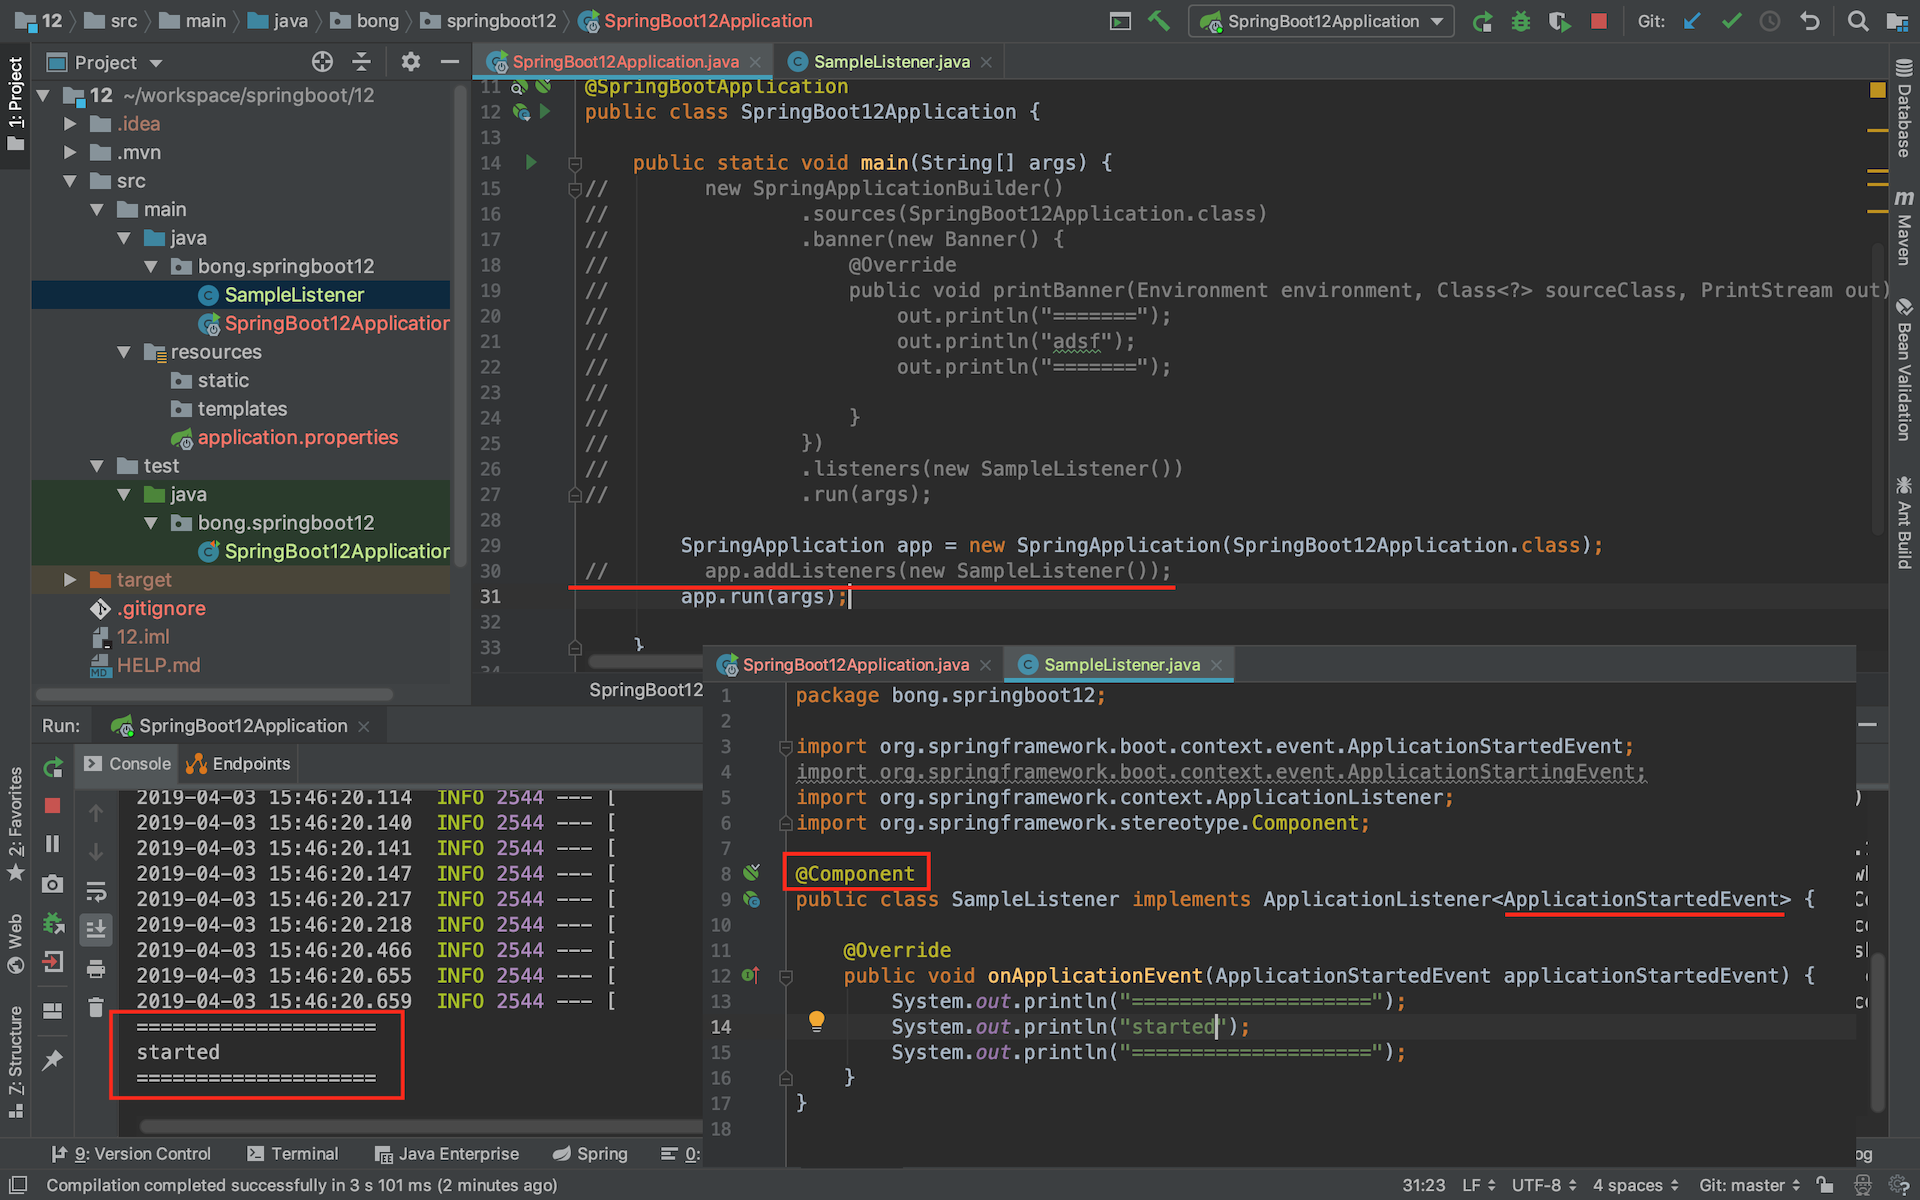 12 src main java bong springboot12 SpringBoot12Application
SpringBoot12Application Git:
1: Project
Project
12 ~/workspace/springboot/12
.idea
.mvn
src
main
java
bong.springboot12
SampleListener
SpringBoot12Application
resources
static
templates
application.properties
test
java
bong.springboot12
SpringBoot12Application
target
.gitignore
12.iml
HELP.md
SpringBoot12Application.java SampleListener.java
11 @SpringBootApplication
12 public class SpringBoot12Application {
13
14 public static void main(String[] args) {
15 // new SpringApplicationBuilder()
16 // .sources(SpringBoot12Application.class)
17 // .banner(new Banner() {
18 // @Override
19 // public void printBanner(Environment environment, Class<?> sourceClass, PrintStream out)
20 // out.println("=======");
21 // out.println("adsf");
22 // out.println("=======");
23 //
24 // }
25 // })
26 // .listeners(new SampleListener())
27 // .run(args);
28
29 SpringApplication app = new SpringApplication(SpringBoot12Application.class);
30 // app.addListeners(new SampleListener());
31 app.run(args);
32
33 }
34
SpringBoot12
Database
Maven
Bean Validation
Ant Build
SpringBoot12Application.java SampleListener.java
1 package bong.springboot12;
2
3 import org.springframework.boot.context.event.ApplicationStartedEvent;
4 import org.springframework.boot.context.event.ApplicationStartingEvent;
5 import org.springframework.context.ApplicationListener;
6 import org.springframework.stereotype.Component;
7
8 @Component
9 public class SampleListener implements ApplicationListener<ApplicationStartedEvent> {
10
11 @Override
12 public void onApplicationEvent(ApplicationStartedEvent applicationStartedEvent) {
13 System.out.println("====================");
14 System.out.println("started");
15 System.out.println("====================");
16 }
17 }
18
Run: SpringBoot12Application
Console Endpoints
2019-04-03 15:46:20.114 INFO 2544 --- [
2019-04-03 15:46:20.140 INFO 2544 --- [
2019-04-03 15:46:20.141 INFO 2544 --- [
2019-04-03 15:46:20.147 INFO 2544 --- [
2019-04-03 15:46:20.217 INFO 2544 --- [
2019-04-03 15:46:20.218 INFO 2544 --- [
2019-04-03 15:46:20.466 INFO 2544 --- [
2019-04-03 15:46:20.655 INFO 2544 --- [
2019-04-03 15:46:20.659 INFO 2544 --- [
====================
started
====================
2: Favorites
Web
Z: Structure
9: Version Control Terminal Java Enterprise Spring 0:
Compilation completed successfully in 3 s 101 ms (2 minutes ago)
31:23 LF UTF-8 4 spaces Git: master